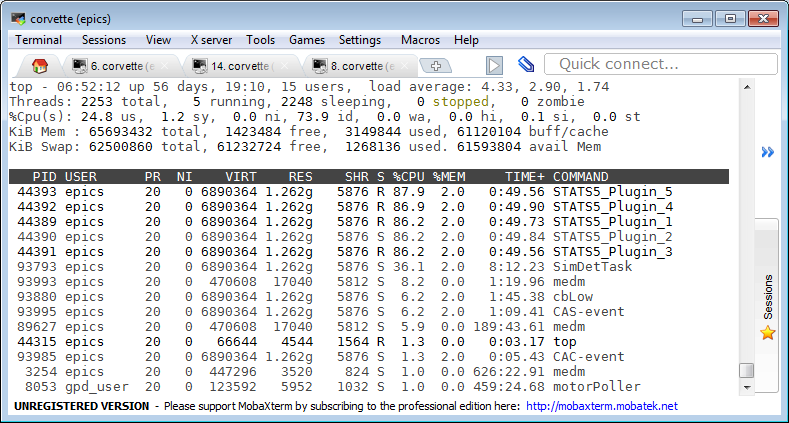 corvette (epics)
Terminal Sessions View X server Tools Games Settings Macros Help
6. corvette (e 14. corvette ( 8. corvette (e Quick connect...
top - 06:52:12 up 56 days, 19:10, 15 users, load average: 4.33, 2.90, 1.74
Threads: 2253 total, 5 running, 2248 sleeping, 0 stopped, 0 zombie
%Cpu(s): 24.8 us, 1.2 sy, 0.0 ni, 73.9 id, 0.0 wa, 0.0 hi, 0.1 si, 0.0 st
KiB Mem : 65693432 total, 1423484 free, 3149844 used, 61120104 buff/cache
KiB Swap: 62500860 total, 61232724 free, 1268136 used. 61593804 avail Mem
PID USER PR NI VIRT RES SHR S %CPU %MEM TIME+ COMMAND
44393 epics 20 0 6890364 1.262g 5876 R 87.9 2.0 0:49.56 STATS5_Plugin_5
44392 epics 20 0 6890364 1.262g 5876 R 86.9 2.0 0:49.90 STATS5_Plugin_4
44389 epics 20 0 6890364 1.262g 5876 R 86.2 2.0 0:49.73 STATS5_Plugin_1
44390 epics 20 0 6890364 1.262g 5876 S 86.2 2.0 0:49.84 STATS5_Plugin_2
44391 epics 20 0 6890364 1.262g 5876 R 86.2 2.0 0:49.56 STATS5_Plugin_3
93793 epics 20 0 6890364 1.262g 5876 S 36.1 2.0 8:12.23 SimDetTask
93993 epics 20 0 470608 17040 5812 S 8.2 0.0 1:19.96 medm
93880 epics 20 0 6890364 1.262g 5876 S 6.2 2.0 1:45.38 cbLow
93995 epics 20 0 6890364 1.262g 5876 S 6.2 2.0 1:09.41 CAS-event
89627 epics 20 0 470608 17040 5812 S 5.9 0.0 189:43.61 medm
44315 epics 20 0 66644 4544 1564 R 1.3 0.0 0:03.17 top
93985 epics 20 0 6890364 1.262g 5876 S 1.3 2.0 0:05.43 CAC-event
3254 epics 20 0 447296 3520 824 S 1.0 0.0 626:22.91 medm
8053 gpd_user 20 0 123592 5952 1032 S 1.0 0.0 459:24.68 motorPoller
Sessions
UNREGISTERED VERSION - Please support MobaXterm by subscribing to the professional edition here: http://mobaxterm.mobatek.net